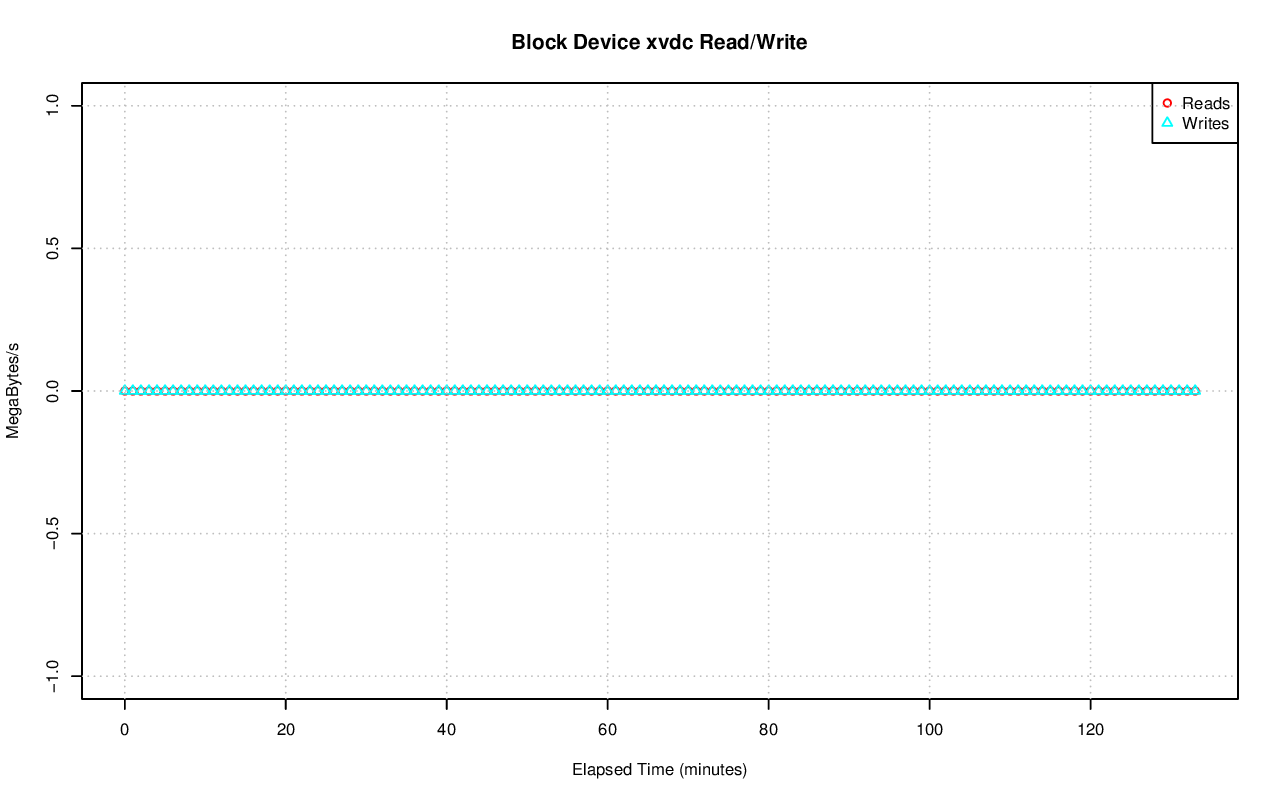 Block Device xvdc Read/Write
Reads
Writes
1.0
0.5
0.0
−0.5
−1.0
MegaBytes/s
0 20 40 60 80 100 120
Elapsed Time (minutes)